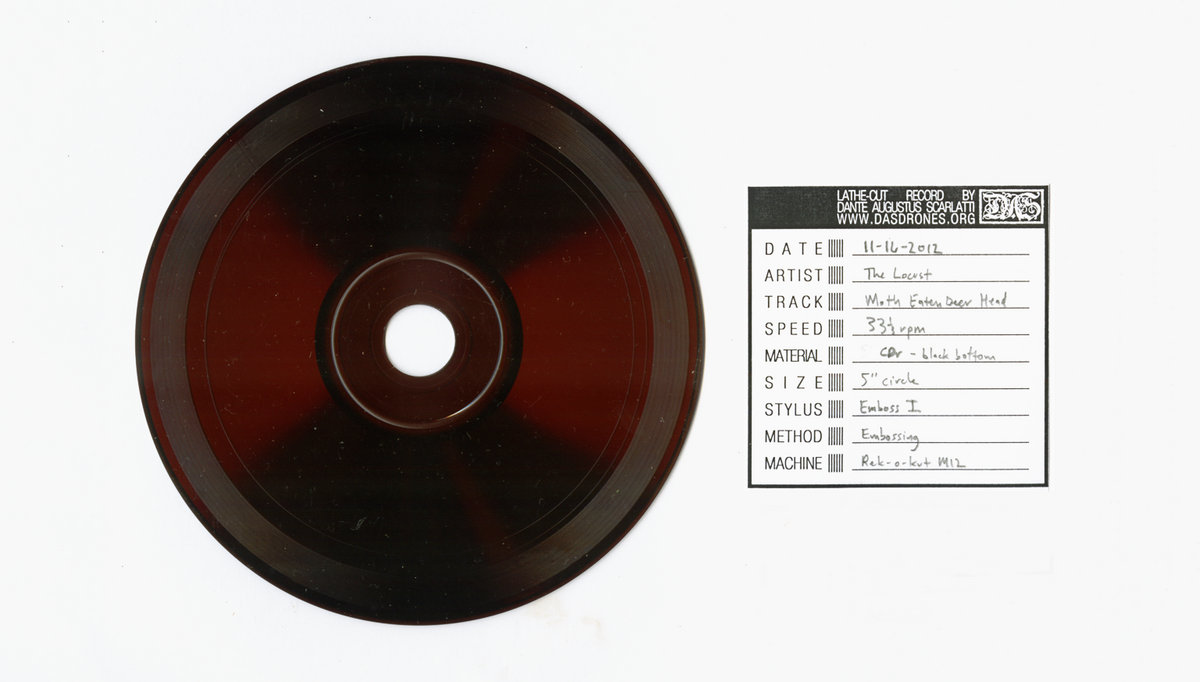 LATHE-CUT RECORD BY
DANTE AUGUSTUS SCARLATTI
WWW.DASDRONES.ORG
DAS
DATE 11-16-2012
ARTIST The Locust
TRACK Moth Eaten Deer Head
SPEED 33⅓ rpm
MATERIAL CDr - black bottom
SIZE 5" circle
STYLUS Emboss I
METHOD Embossing
MACHINE Rek-o-kut M12